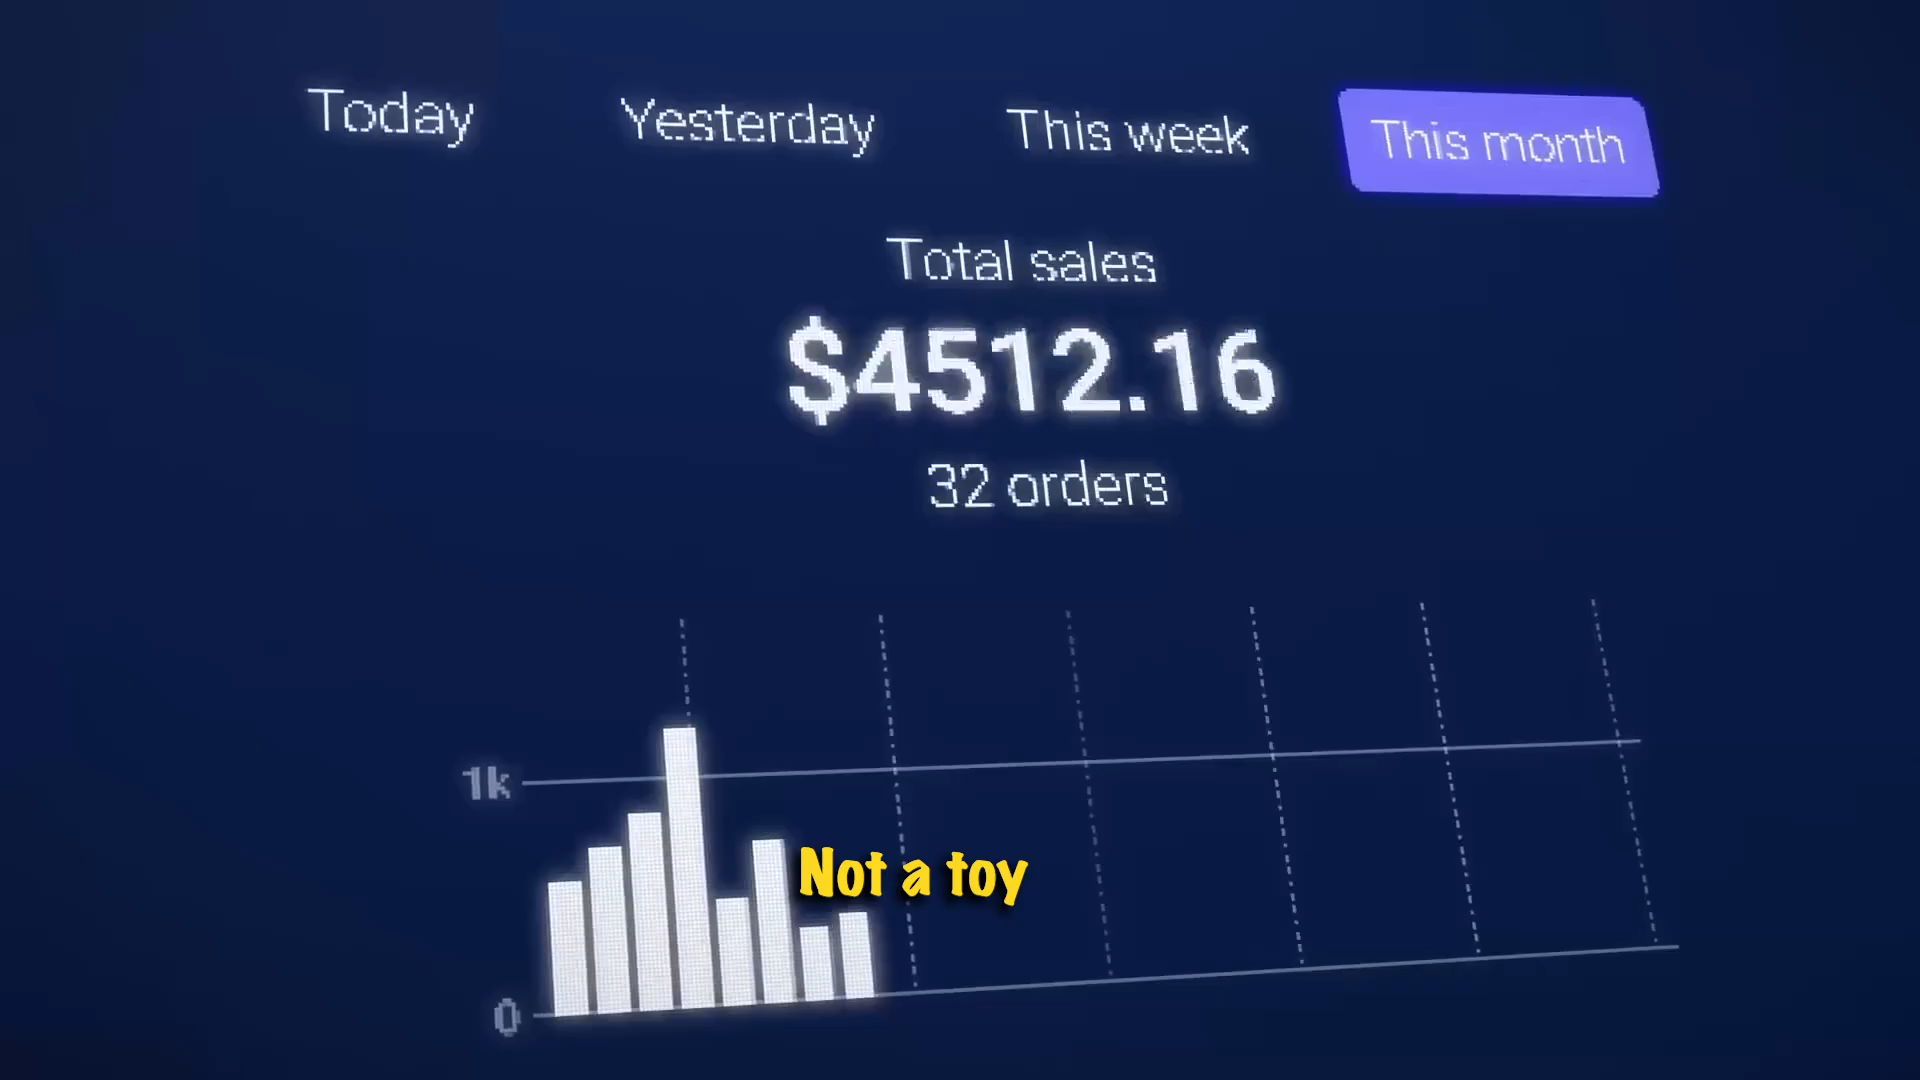 Today Yesterday This week This month
Total sales
$4512.16
32 orders
1k
Not a toy
0